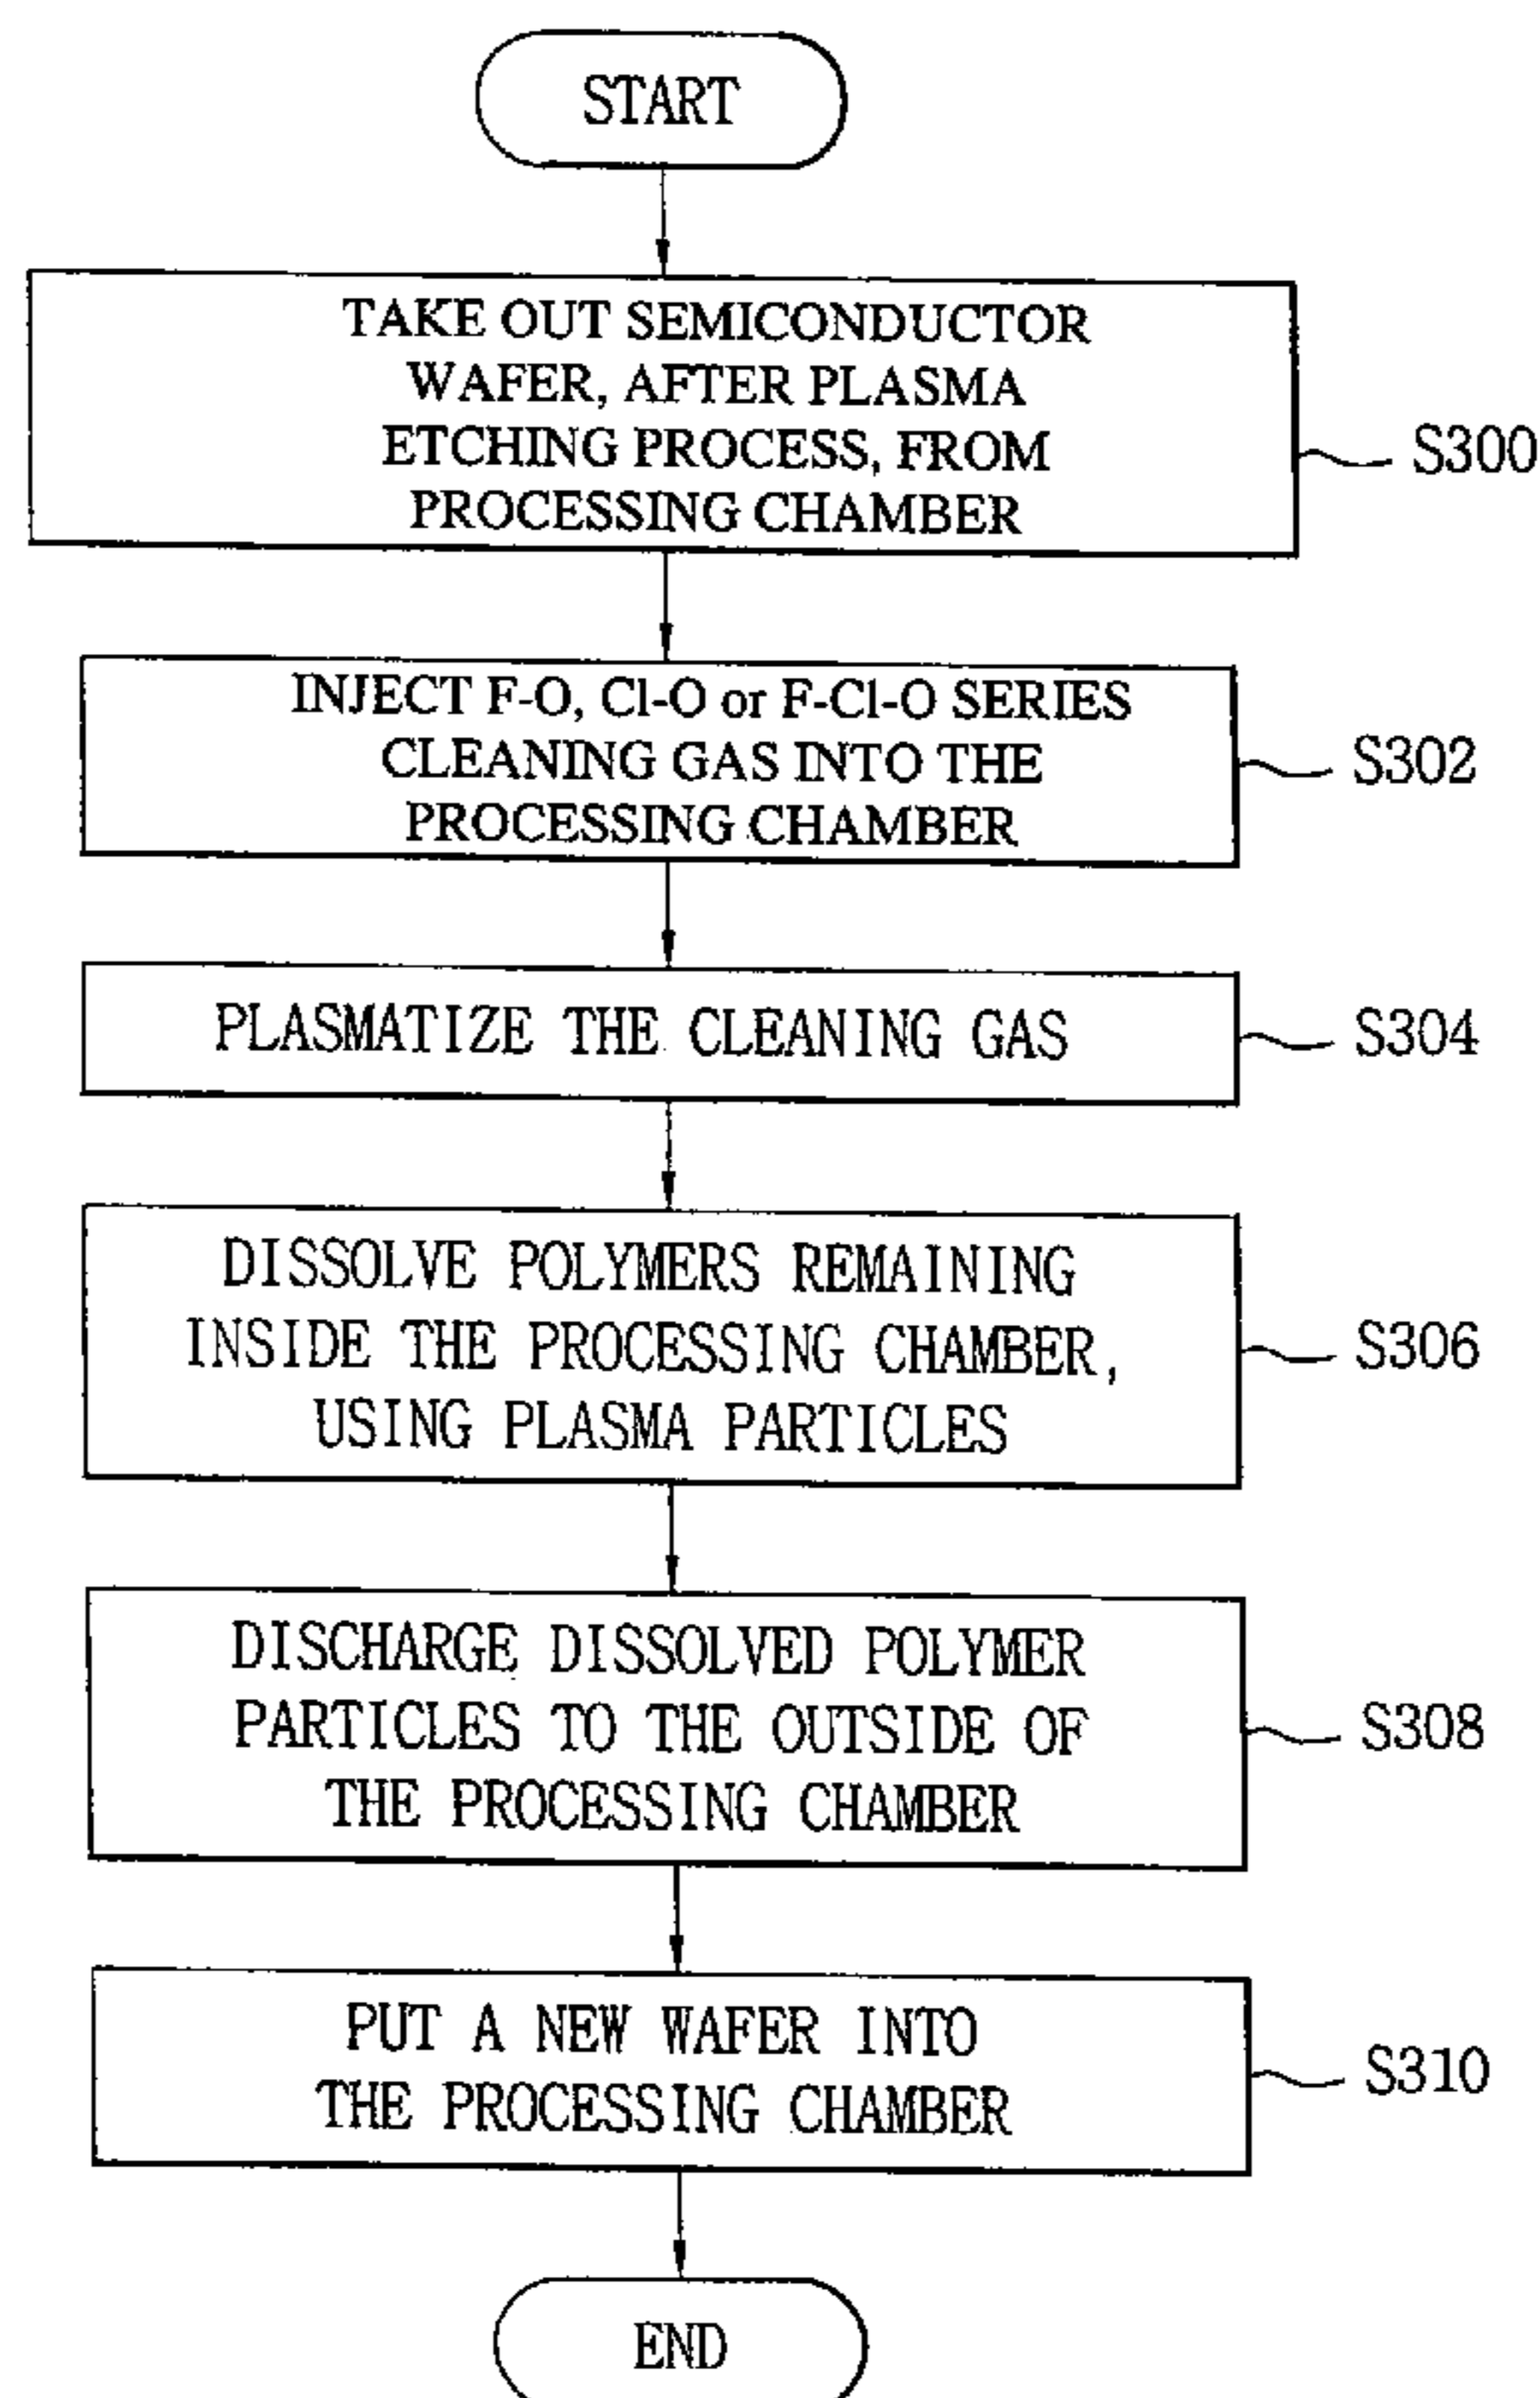 START
TAKE OUT SEMICONDUCTOR
WAFER, AFTER PLASMA
ETCHING PROCESS, FROM
PROCESSING CHAMBER
S300
INJECT F-O, Cl-O or F-Cl-O SERIES
CLEANING GAS INTO THE
PROCESSING CHAMBER
S302
PLASMATIZE THE CLEANING GAS
S304
DISSOLVE POLYMERS REMAINING
INSIDE THE PROCESSING CHAMBER,
USING PLASMA PARTICLES
S306
DISCHARGE DISSOLVED POLYMER
PARTICLES TO THE OUTSIDE OF
THE PROCESSING CHAMBER
S308
PUT A NEW WAFER INTO
THE PROCESSING CHAMBER
S310
END